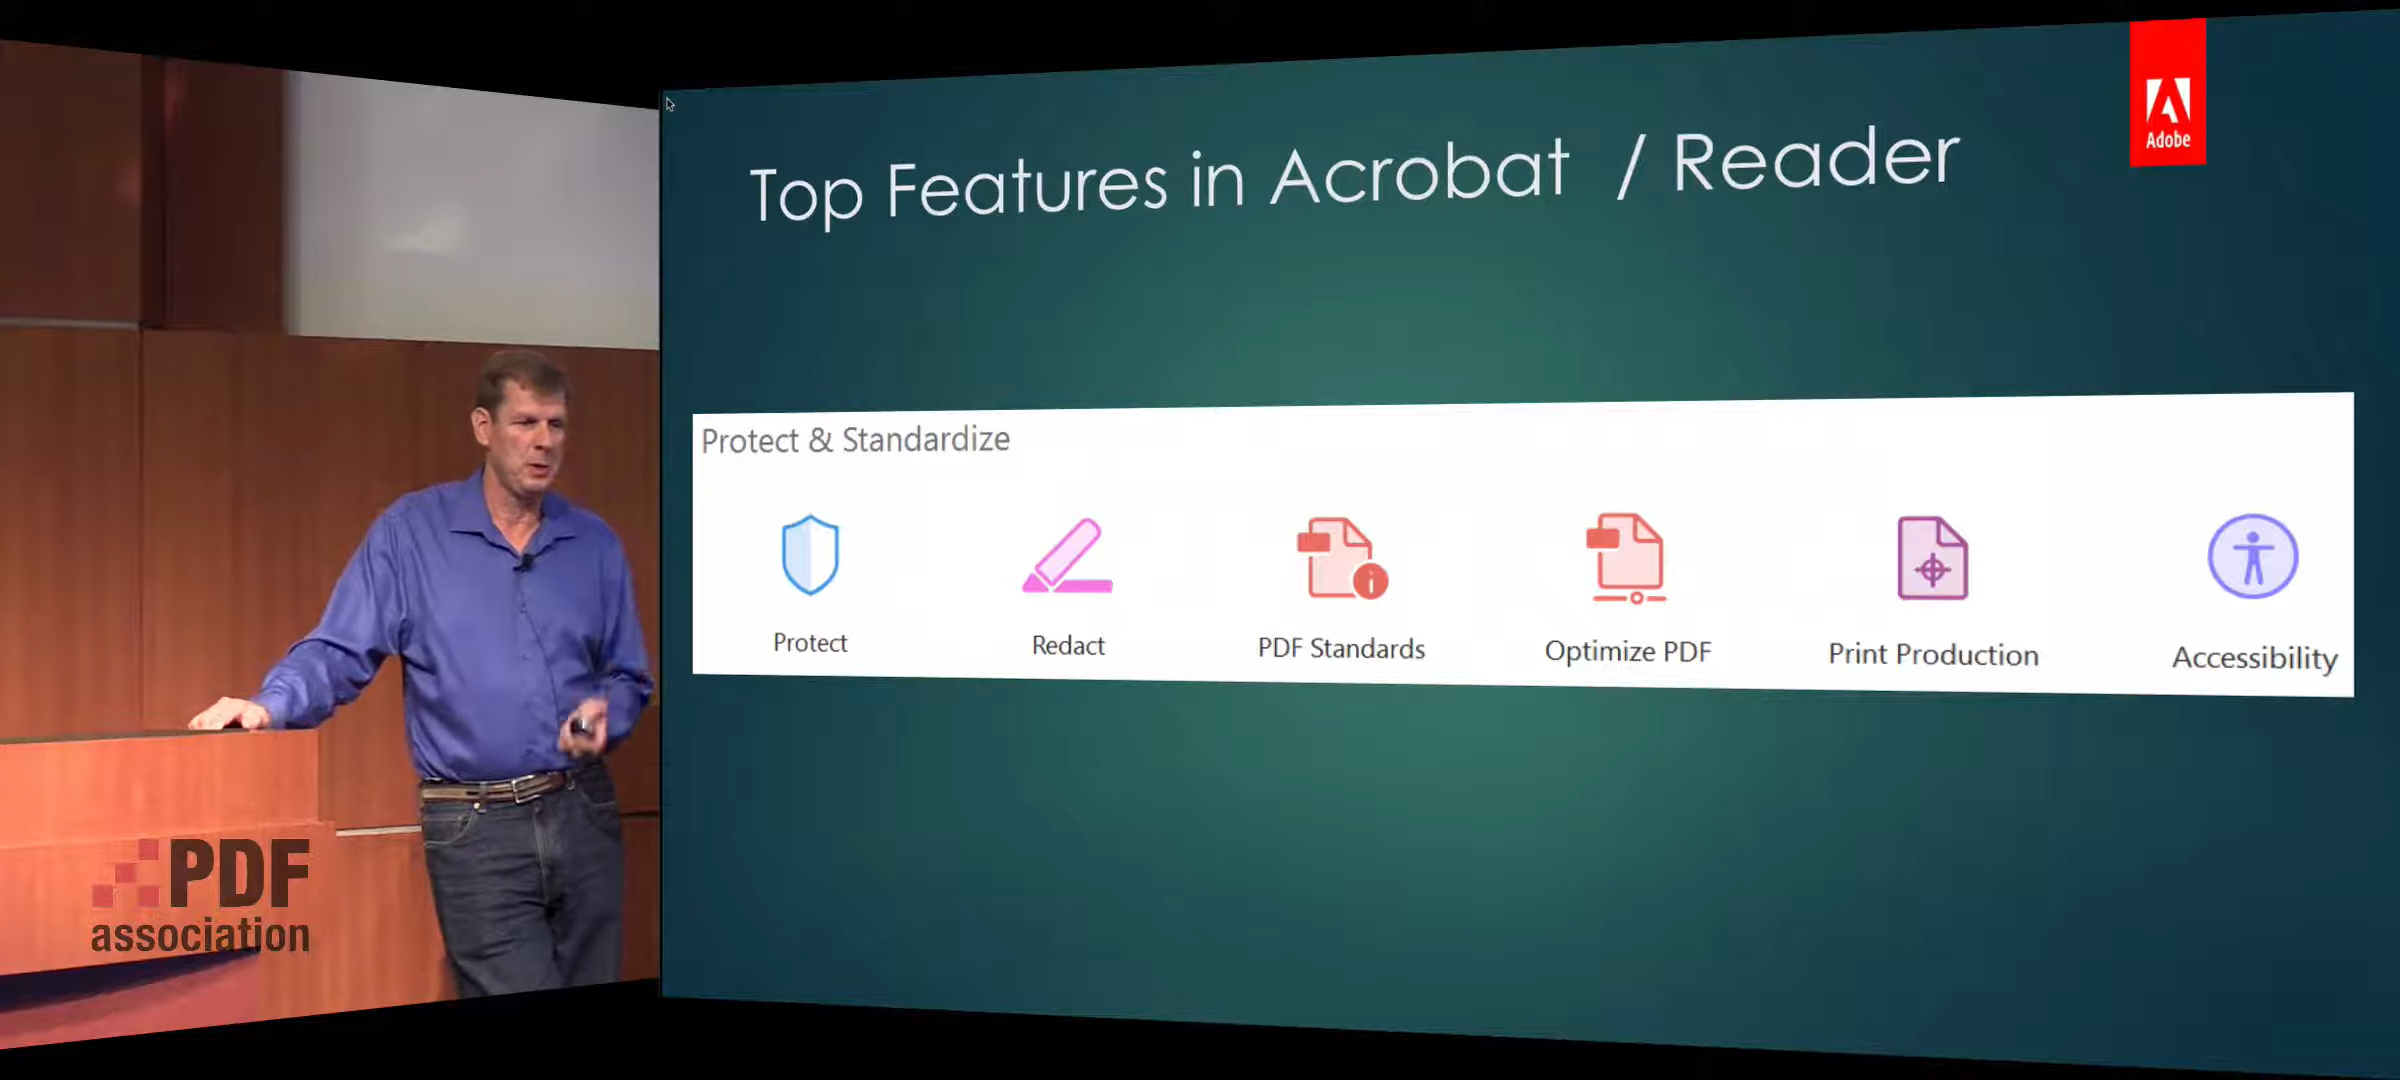 Top Features in Acrobat / Reader
Adobe
Protect & Standardize
Protect
Redact
PDF Standards
Optimize PDF
Print Production
Accessibility
PDF
association